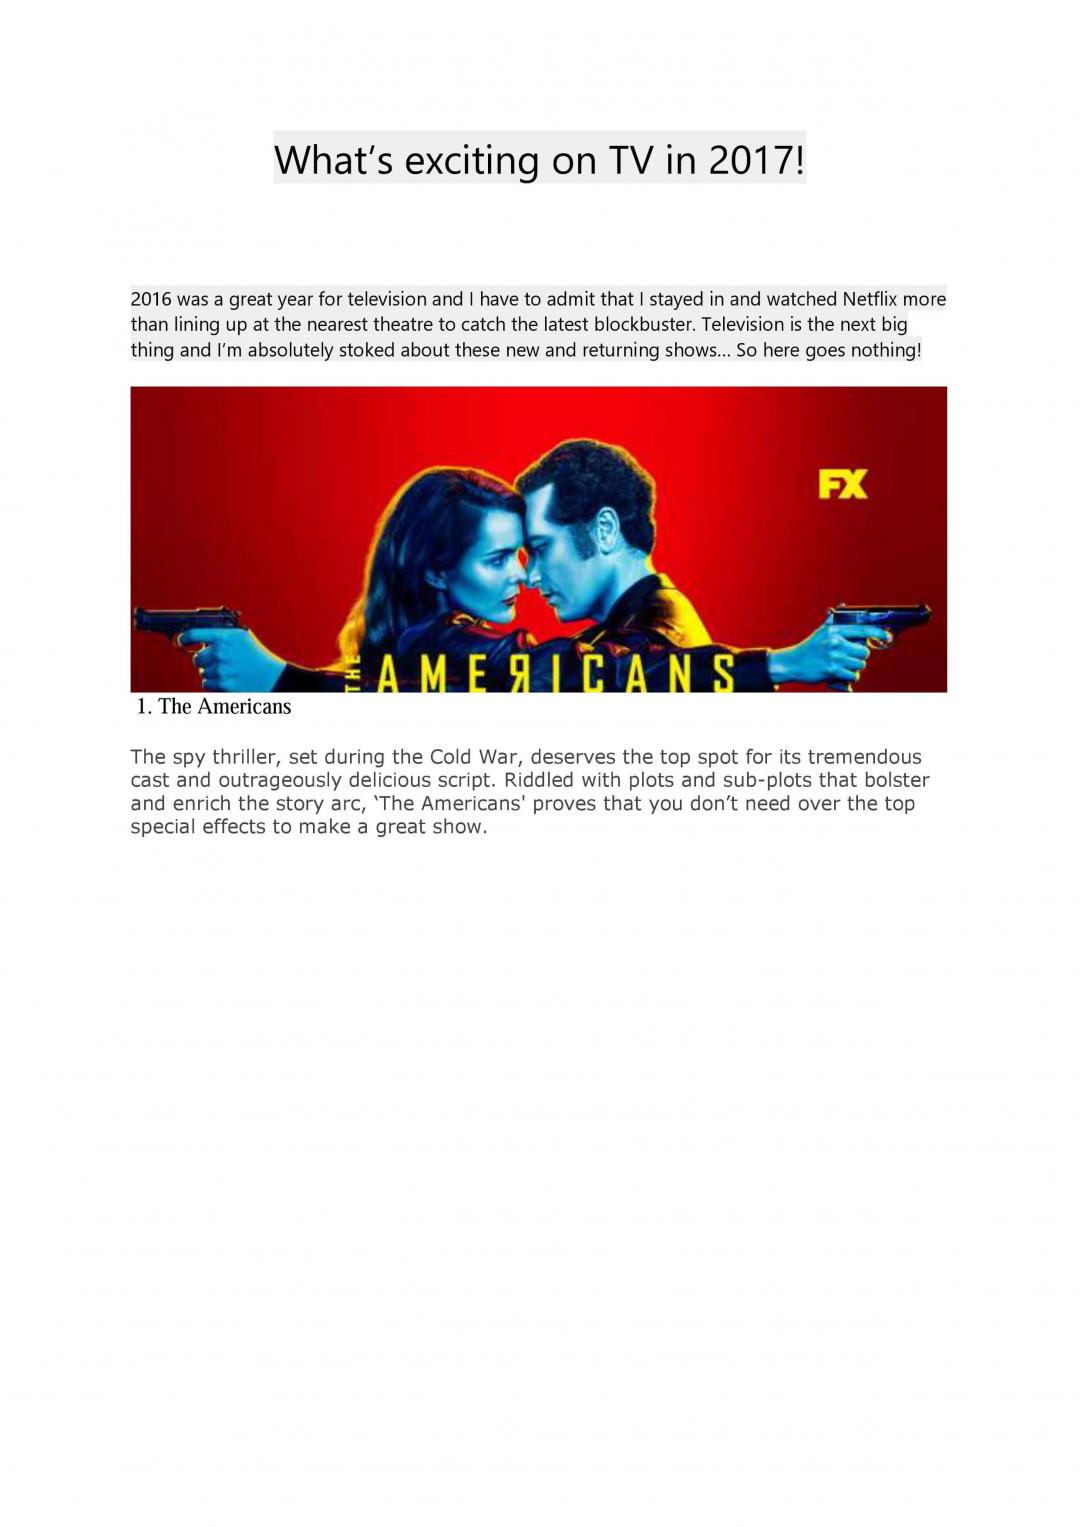 What’s exciting on TV in 2017!
2016 was a great year for television and I have to admit that I stayed in and watched Netflix more
than lining up at the nearest theatre to catch the latest blockbuster. Television is the next big
thing and I’m absolutely stoked about these new and returning shows... So here goes nothing!
FX
THE AMEЯICANS
1. The Americans
The spy thriller, set during the Cold War, deserves the top spot for its tremendous
cast and outrageously delicious script. Riddled with plots and sub-plots that bolster
and enrich the story arc, ‘The Americans' proves that you don’t need over the top
special effects to make a great show.